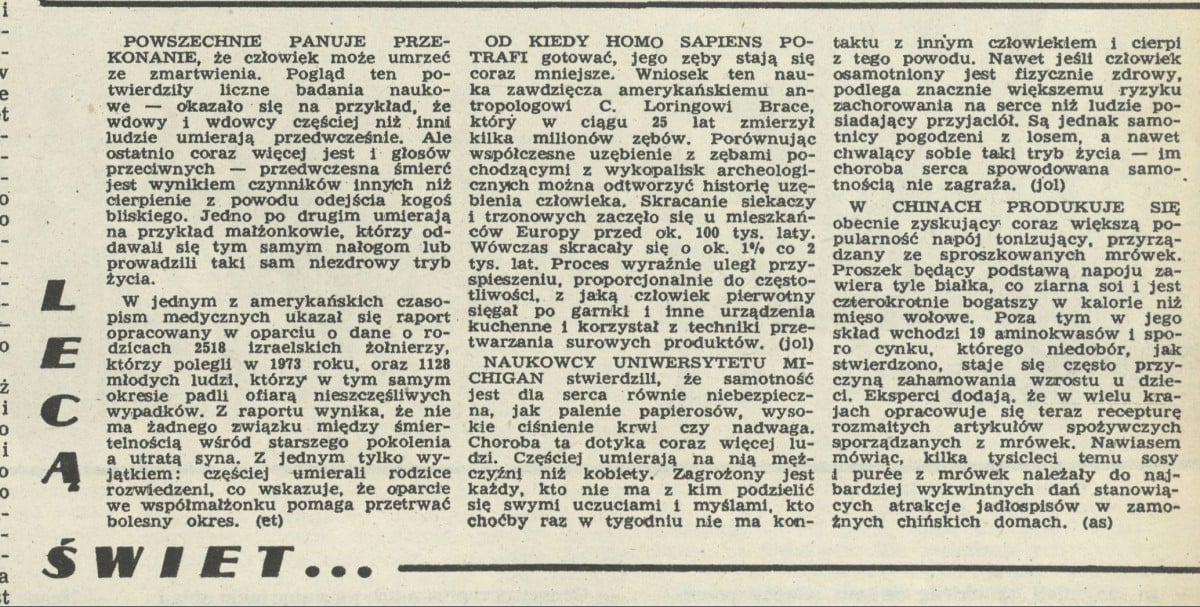 POWSZECHNIE PANUJE PRZE-
KONANIE, że człowiek może umrzeć
ze zmartwienia. Pogląd ten po-
twierdziły liczne badania nauko-
we — okazało się na przykład, że
wdowy i wdowcy częściej niż inni
ludzie umierają przedwcześnie. Ale
ostatnio coraz więcej jest i głosów
przeciwnych — przedwczesna śmierć
jest wynikiem czynników innych niż
cierpienie z powodu odejścia kogoś
bliskiego. Jedno po drugim umierają
na przykład małżonkowie, którzy od-
dawali się tym samym nałogom lub
prowadzili taki sam niezdrowy tryb
życia.
W jednym z amerykańskich czaso-
pism medycznych ukazał się raport
opracowany w oparciu o dane o ro-
dzicach 2518 izraelskich żołnierzy,
którzy polegli w 1973 roku, oraz 1128
młodych ludzi, którzy w tym samym
okresie padli ofiarą nieszczęśliwych
wypadków. Z raportu wynika, że nie
ma żadnego związku między śmier-
telnością wśród starszego pokolenia
a utratą syna. Z jednym tylko wy-
jątkiem: częściej umierali rodzice
rozwiedzeni, co wskazuje, że oparcie
we współmałżonku pomaga przetrwać
bolesny okres. (et)
OD KIEDY HOMO SAPIENS PO-
TRAFI gotować, jego zęby stają się
coraz mniejsze. Wniosek ten nau-
ka zawdzięcza amerykańskiemu an-
tropologowi C. Loringowi Brace,
który w ciągu 25 lat zmierzył
kilka milionów zębów. Porównując
współczesne uzębienie z zębami po-
chodzącymi z wykopalisk archeologi-
cznych można odtworzyć historię uzę-
bienia człowieka. Skracanie siekaczy
i trzonowych zaczęło się u mieszkań-
ców Europy przed ok. 100 tys. laty.
Wówczas skracały się o ok. 1% co 2
tys. lat. Proces wyraźnie uległ przy-
spieszeniu, proporcjonalnie do często-
tliwości, z jaką człowiek pierwotny
sięgał po garnki i inne urządzenia
kuchenne i korzystał z techniki prze-
twarzania surowych produktów. (jol)
NAUKOWCY UNIWERSYTETU MI-
CHIGAN stwierdzili, że samotność
jest dla serca równie niebezpiecz-
na, jak palenie papierosów, wyso-
kie ciśnienie krwi czy nadwaga.
Choroba ta dotyka coraz więcej lu-
dzi. Częściej umierają na nią męż-
czyźni niż kobiety. Zagrożony jest
każdy, kto nie ma z kim podzielić
się swymi uczuciami i myślami, kto
choćby raz w tygodniu nie ma kon-
taktu z innym człowiekiem i cierpi
z tego powodu. Nawet jeśli człowiek
osamotniony jest fizycznie zdrowy,
podlega znacznie większemu ryzyku
zachorowania na serce niż ludzie po-
siadający przyjaciół. Są jednak samo-
tnicy pogodzeni z losem, a nawet
chwalący sobie taki tryb życia — im
choroba serca spowodowana samo-
tnością nie zagraża. (jol)
W CHINACH PRODUKUJE SIĘ
obecnie zyskujący coraz większą po-
pularność napój tonizujący, przyrzą-
dzany ze sproszkowanych mrówek.
Proszek będący podstawą napoju za-
wiera tyle białka, co ziarna soi i jest
czterokrotnie bogatszy w kalorie niż
mięso wołowe. Poza tym w jego
skład wchodzi 19 aminokwasów i spo-
ro cynku, którego niedobór, jak
stwierdzono, staje się często przy-
czyną zahamowania wzrostu u dzie-
ci. Eksperci dodają, że w wielu kra-
jach opracowuje się teraz recepturę
rozmaitych artykułów spożywczych
sporządzanych z mrówek. Nawiasem
mówiąc, kilka tysięcy temu sosy
i purée z mrówek należały do naj-
bardziej wykwintnych dań stanowią-
cych atrakcje jadłospisów w zamo-
żnych chińskich domach. (as)
LECĄ
ŚWIET...